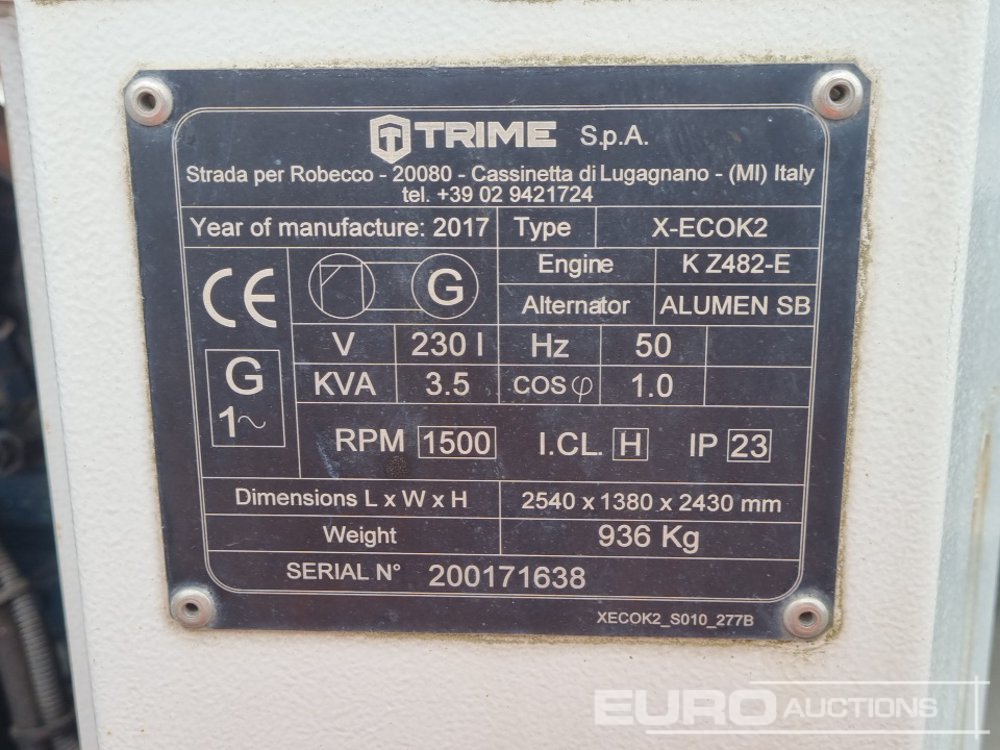 TRIME S.p.A.
Strada per Robecco - 20080 - Cassinetta di Lugagnano - (MI) Italy
tel. +39 02 9421724
Year of manufacture: 2017 Type X-ECOK2
Engine K Z482-E
CE G Alternator ALUMEN SB
V 230 I Hz 50
G KVA 3.5 COS φ 1.0
1~ RPM 1500 I.CL. H IP 23
Dimensions L x W x H 2540 x 1380 x 2430 mm
Weight 936 Kg
SERIAL N° 200171638
XECOK2_S010_277B
EURO AUCTIONS